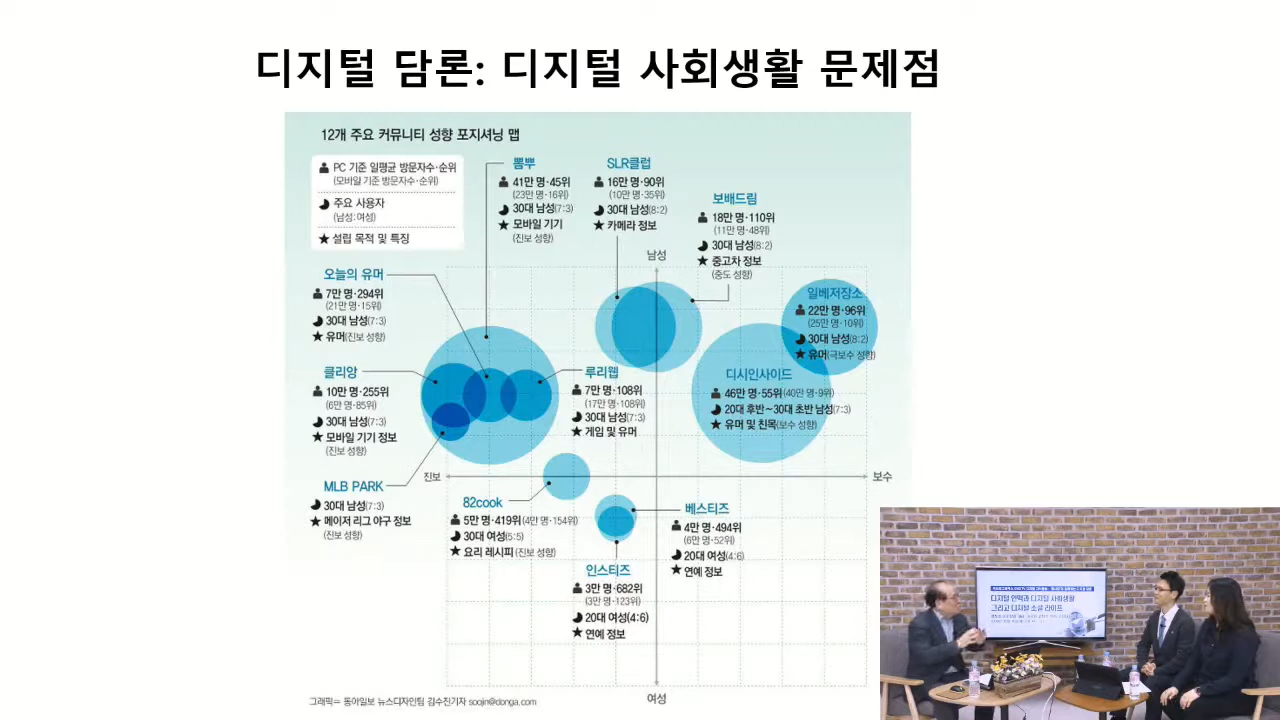 디지털 담론: 디지털 사회생활 문제점
12개 주요 커뮤니티 성향 포지셔닝 맵
PC 기준 일평균 방문자수·순위
(모바일 기준 방문자수·순위)
주요 사용자
(남성:여성)
설립 목적 및 특징
뽐뿌
41만 명·45위
(23만 명·16위)
30대 남성(7:3)
모바일 기기
(진보 성향)
SLR클럽
16만 명·90위
(10만 명·35위)
30대 남성(8:2)
카메라 정보
보배드림
18만 명·110위
(11만 명·48위)
30대 남성(8:2)
중고차 정보
(중도 성향)
남성
오늘의 유머
7만 명·294위
(21만 명·15위)
30대 남성(7:3)
유머(진보 성향)
일베저장소
22만 명·96위
(25만 명·10위)
30대 남성(8:2)
유머(극보수 성향)
클리앙
10만 명·255위
(6만 명·85위)
30대 남성(7:3)
모바일 기기 정보
(진보 성향)
루리웹
7만 명·108위
(17만 명·108위)
30대 남성(7:3)
게임 및 유머
디시인사이드
46만 명·55위(40만 명·9위)
20대 후반~30대 초반 남성(7:3)
유머 및 친목(보수 성향)
진보
보수
MLB PARK
30대 남성(7:3)
메이저 리그 야구 정보
(진보 성향)
82cook
5만 명·419위(4만 명·154위)
30대 여성(5:5)
요리 레시피(진보 성향)
베스티즈
4만 명·494위
(6만 명·52위)
20대 여성(4:6)
연예 정보
인스티즈
3만 명·682위
(3만 명·123위)
20대 여성(4:6)
연예 정보
여성
그래픽= 동아일보 뉴스디자인팀 김수진기자 soojin@donga.com
디지털 인맥과 디지털 사회생활
그리고 디지털 소셜 라이프